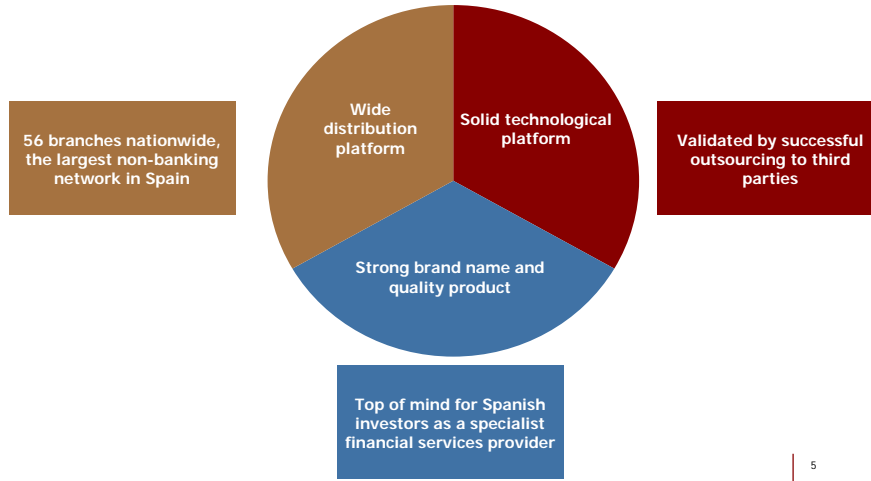 Wide
distribution
platform
Solid technological
platform
56 branches nationwide,
the largest non-banking
network in Spain
Validated by successful
outsourcing to third
parties
Strong brand name and
quality product
Top of mind for Spanish
investors as a specialist
financial services provider
5